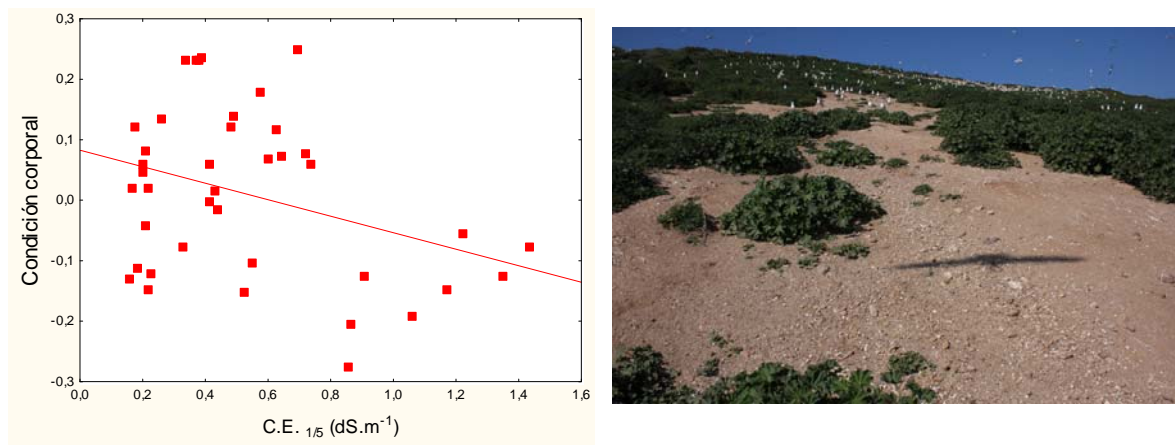 0,3
0,2
0,1
0,0
-0,1
-0,2
-0,3
Condición corporal
0,0 0,2 0,4 0,6 0,8 1,0 1,2 1,4 1,6
C.E. 1/5 (dS.m-1)